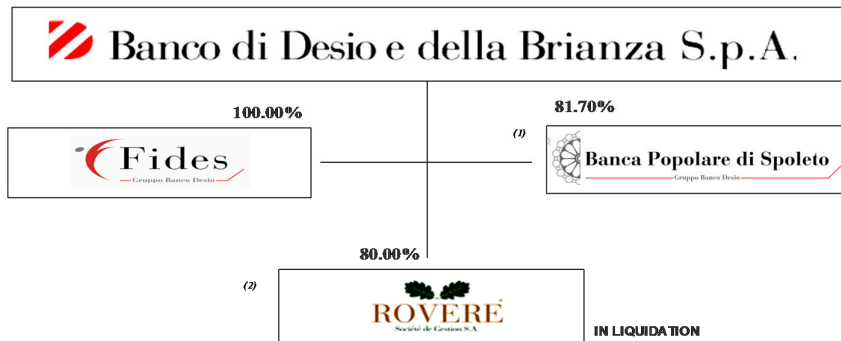 Banco di Desio e della Brianza S.p.A.
100.00%
81.70%
Fides
Gruppo Banco Desio
(1)
Banca Popolare di Spoleto
Gruppo Banco Desio
80.00%
(2)
ROVERE
Société de Gestion S.A.
IN LIQUIDATION